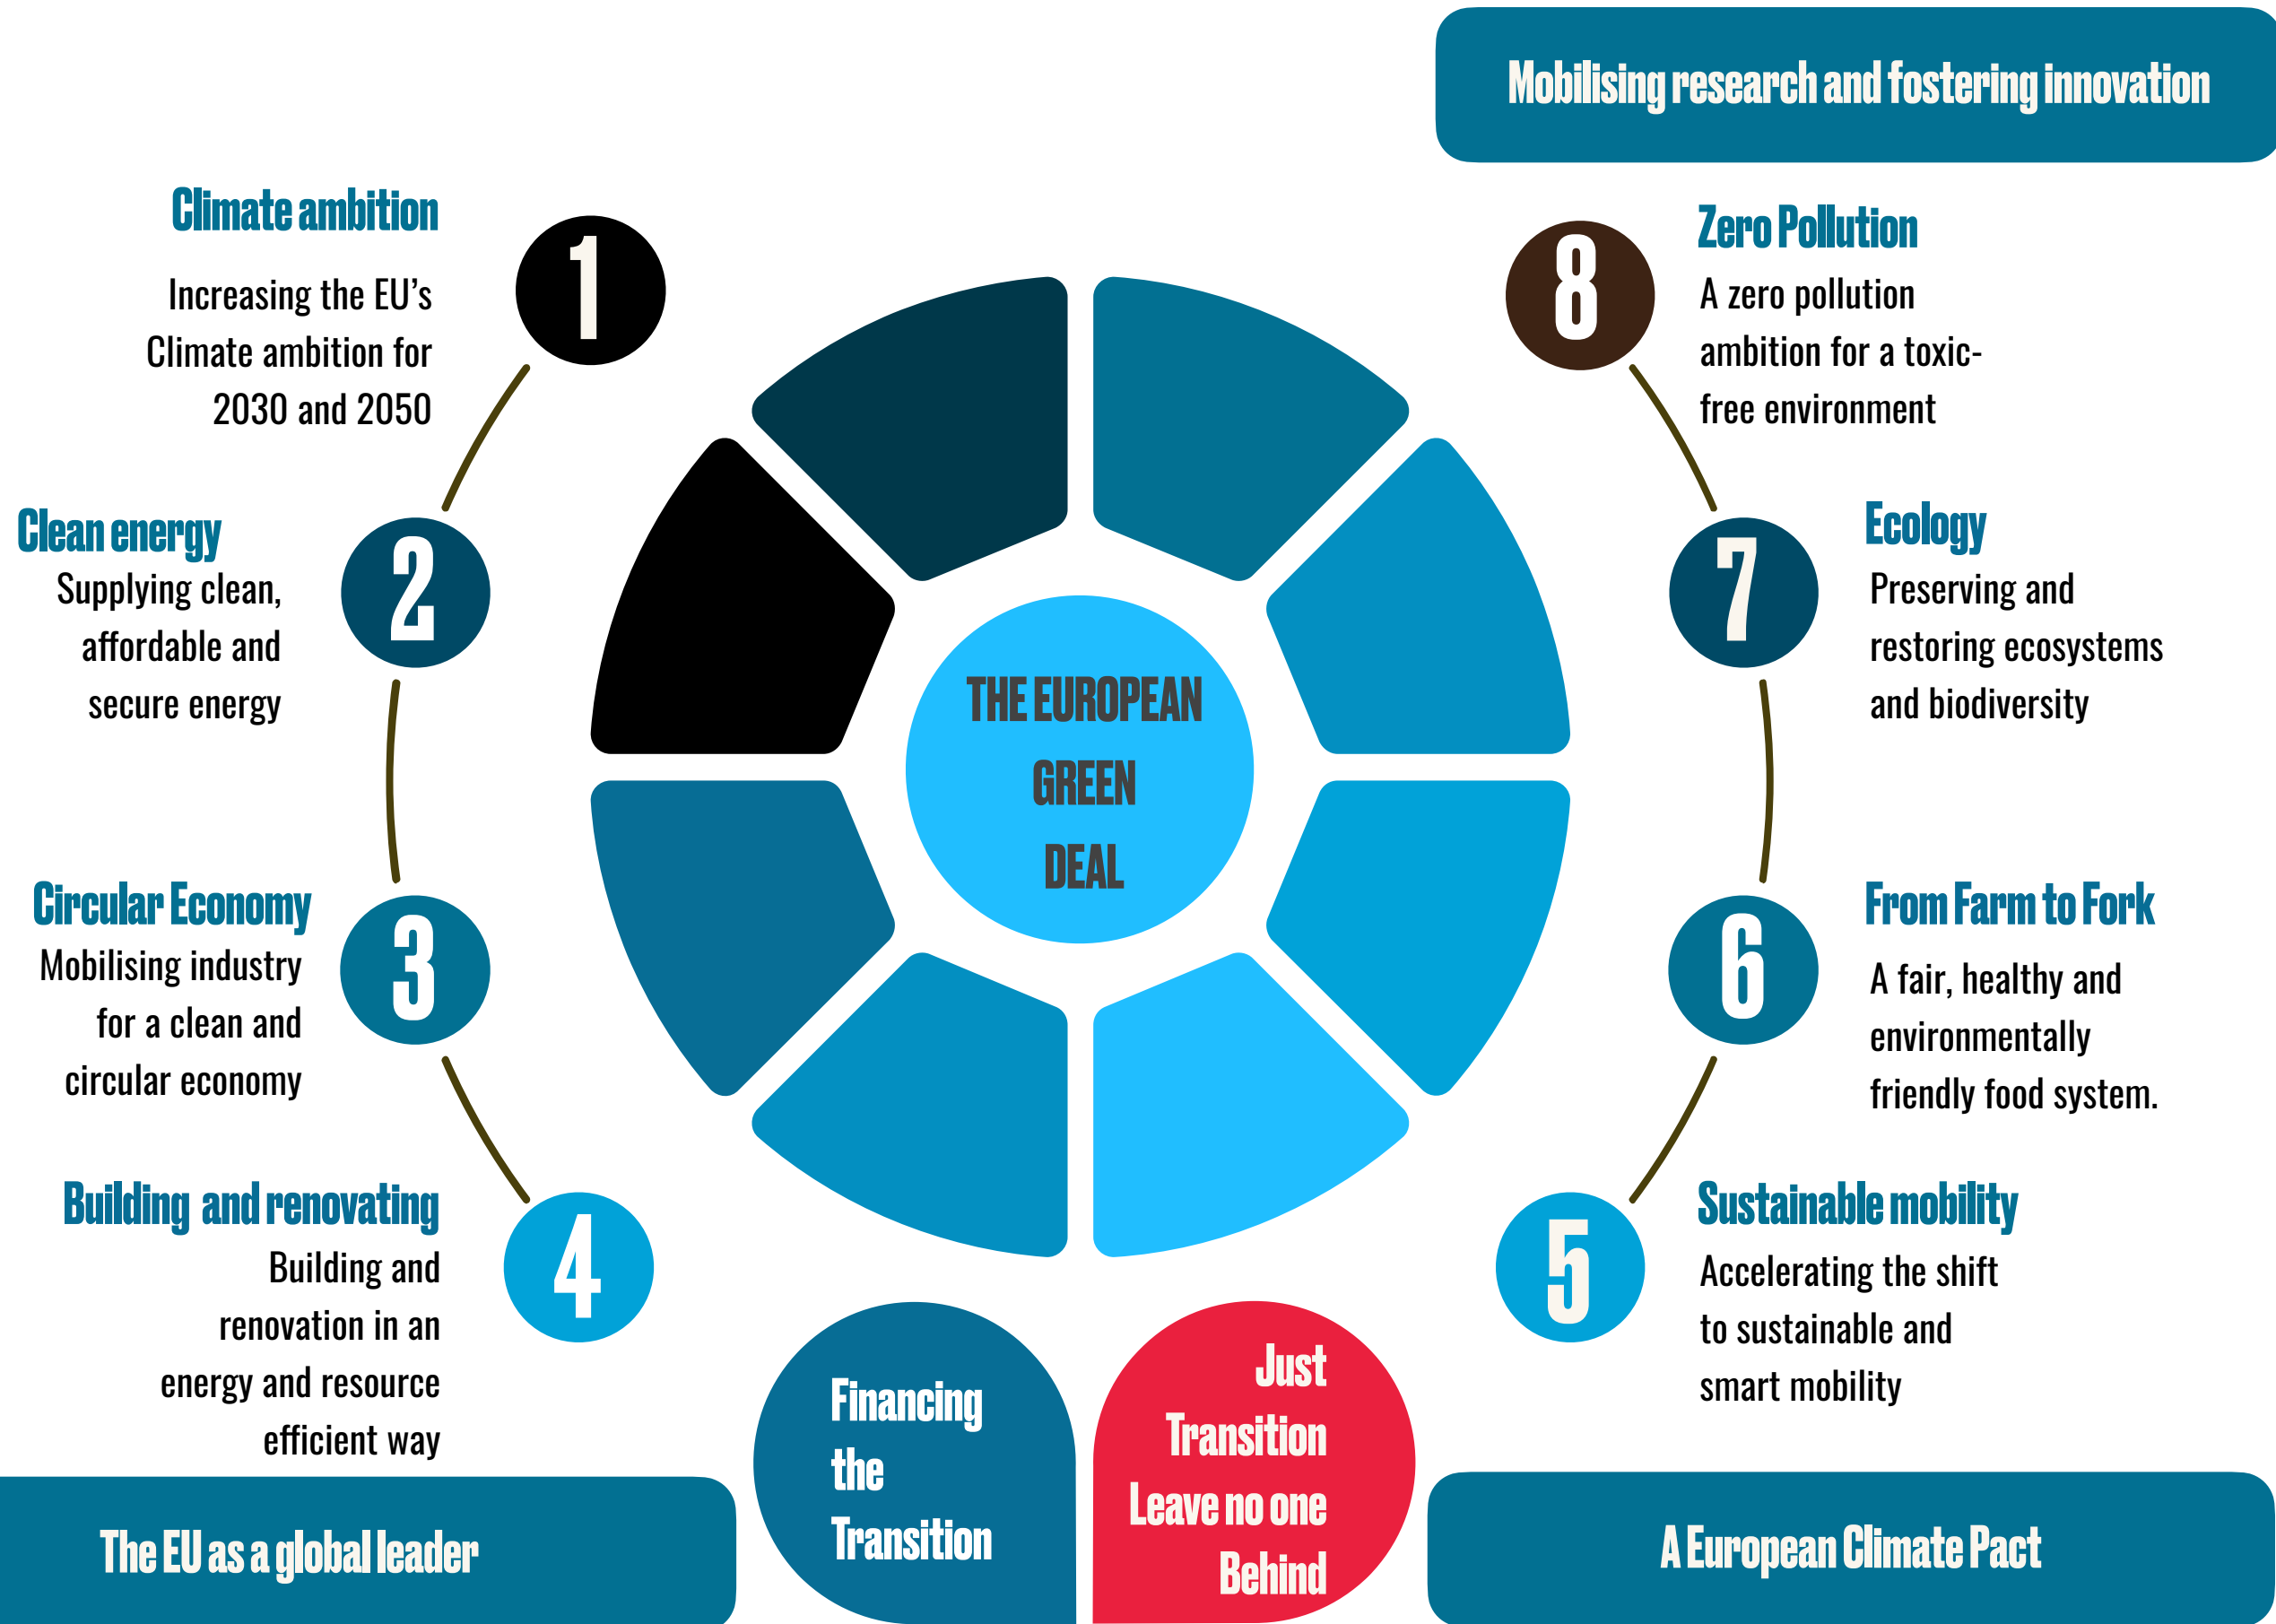 Mobilising research and fostering innovation
1
Climate ambition
Increasing the EU’s
Climate ambition for
2030 and 2050
2
Clean energy
Supplying clean,
affordable and
secure energy
3
Circular Economy
Mobilising industry
for a clean and
circular economy
4
Building and renovating
Building and
renovation in an
energy and resource
efficient way
THE EUROPEAN
GREEN
DEAL
8
Zero Pollution
A zero pollution
ambition for a toxic-
free environment
7
Ecology
Preserving and
restoring ecosystems
and biodiversity
6
From Farm to Fork
A fair, healthy and
environmentally
friendly food system.
5
Sustainable mobility
Accelerating the shift
to sustainable and
smart mobility
The EU as a global leader
Financing
the
Transition
Just
Transition
Leave no one
Behind
A European Climate Pact